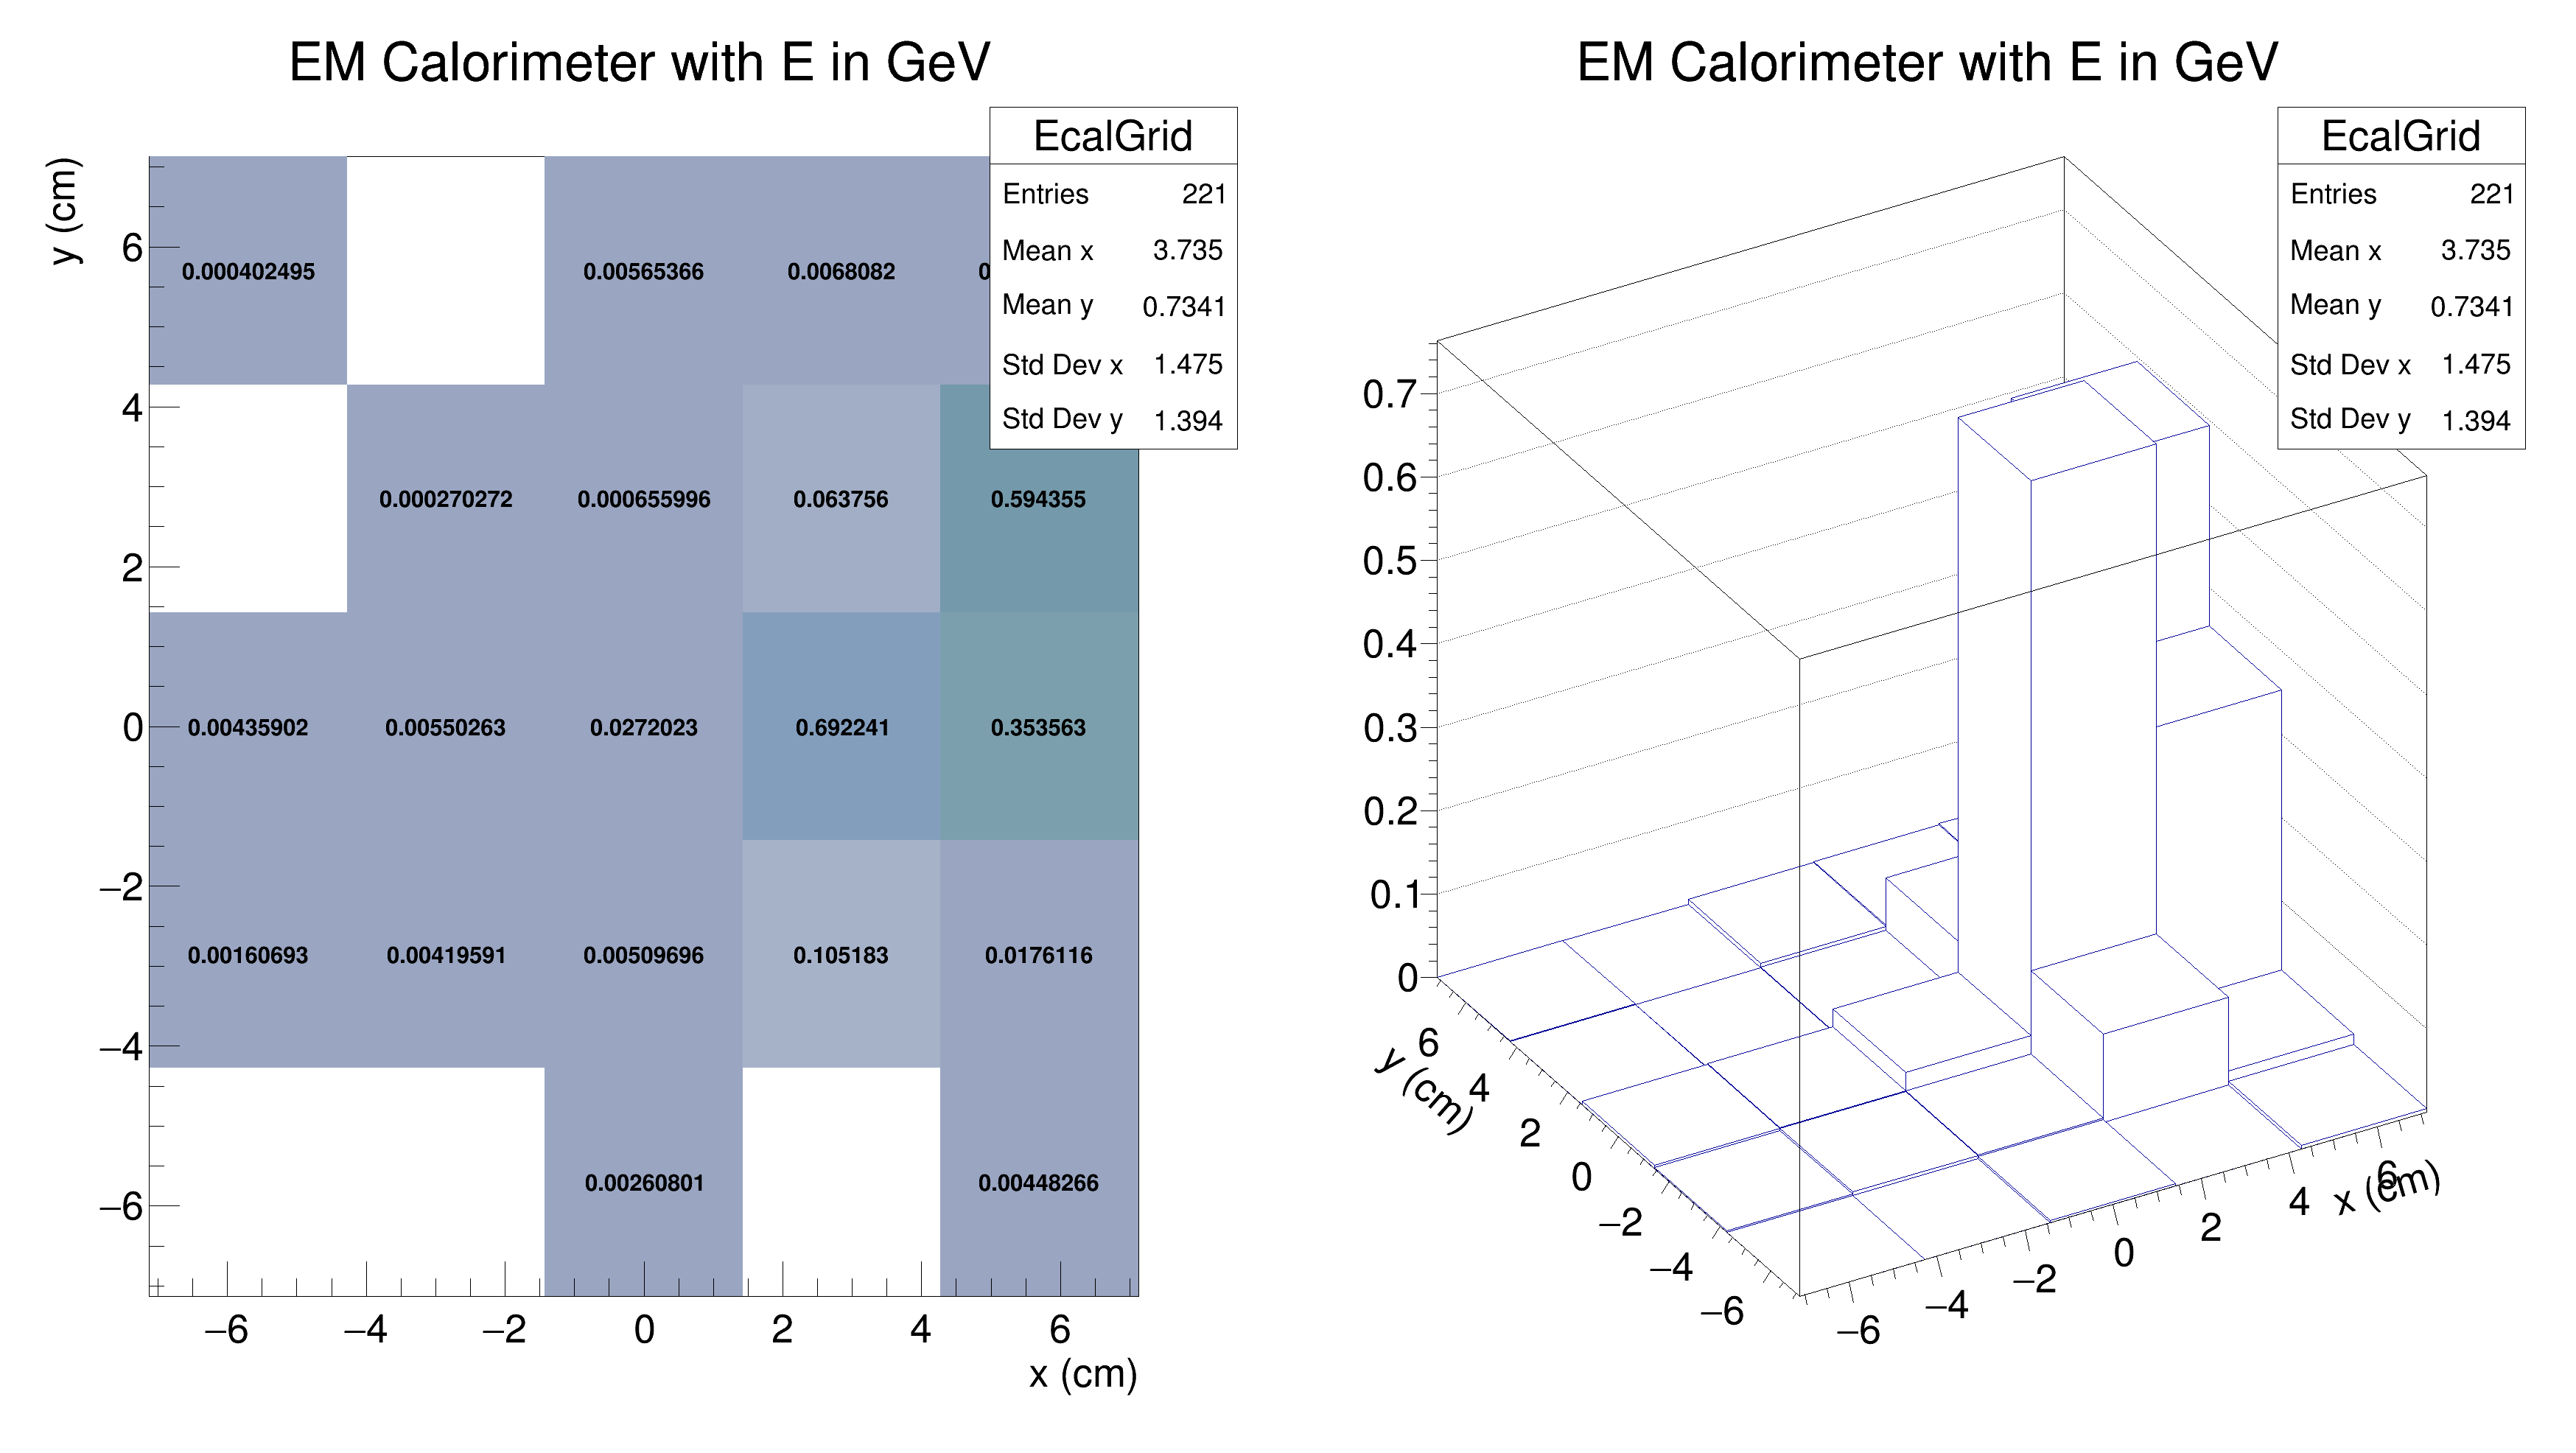 EM Calorimeter with E in GeV
EcalGrid
Entries 221
Mean x 3.735
Mean y 0.7341
Std Dev x 1.475
Std Dev y 1.394
y (cm)
6
4
2
0
−2
−4
−6
0.000402495 0.00565366 0.0068082
0.000270272 0.000655996 0.063756 0.594355
0.00435902 0.00550263 0.0272023 0.692241 0.353563
0.00160693 0.00419591 0.00509696 0.105183 0.0176116
0.00260801 0.00448266
−6 −4 −2 0 2 4 6
x (cm)
EM Calorimeter with E in GeV
EcalGrid
Entries 221
Mean x 3.735
Mean y 0.7341
Std Dev x 1.475
Std Dev y 1.394
0.7
0.6
0.5
0.4
0.3
0.2
0.1
0
y (cm)
6
4
2
0
−2
−4
−6
−6 −4 −2 0 2 4 6
x (cm)